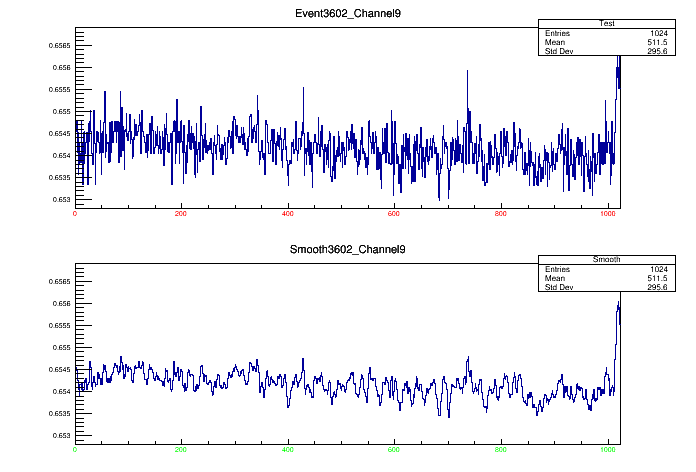 Event3602_Channel9
Test
Entries 1024
Mean 511.5
Std Dev 295.6
0.6565
0.656
0.6555
0.655
0.6545
0.654
0.6535
0.653
0 200 400 600 800 1000
Smooth3602_Channel9
Smooth
Entries 1024
Mean 511.5
Std Dev 295.6
0.6565
0.656
0.6555
0.655
0.6545
0.654
0.6535
0.653
0 200 400 600 800 1000